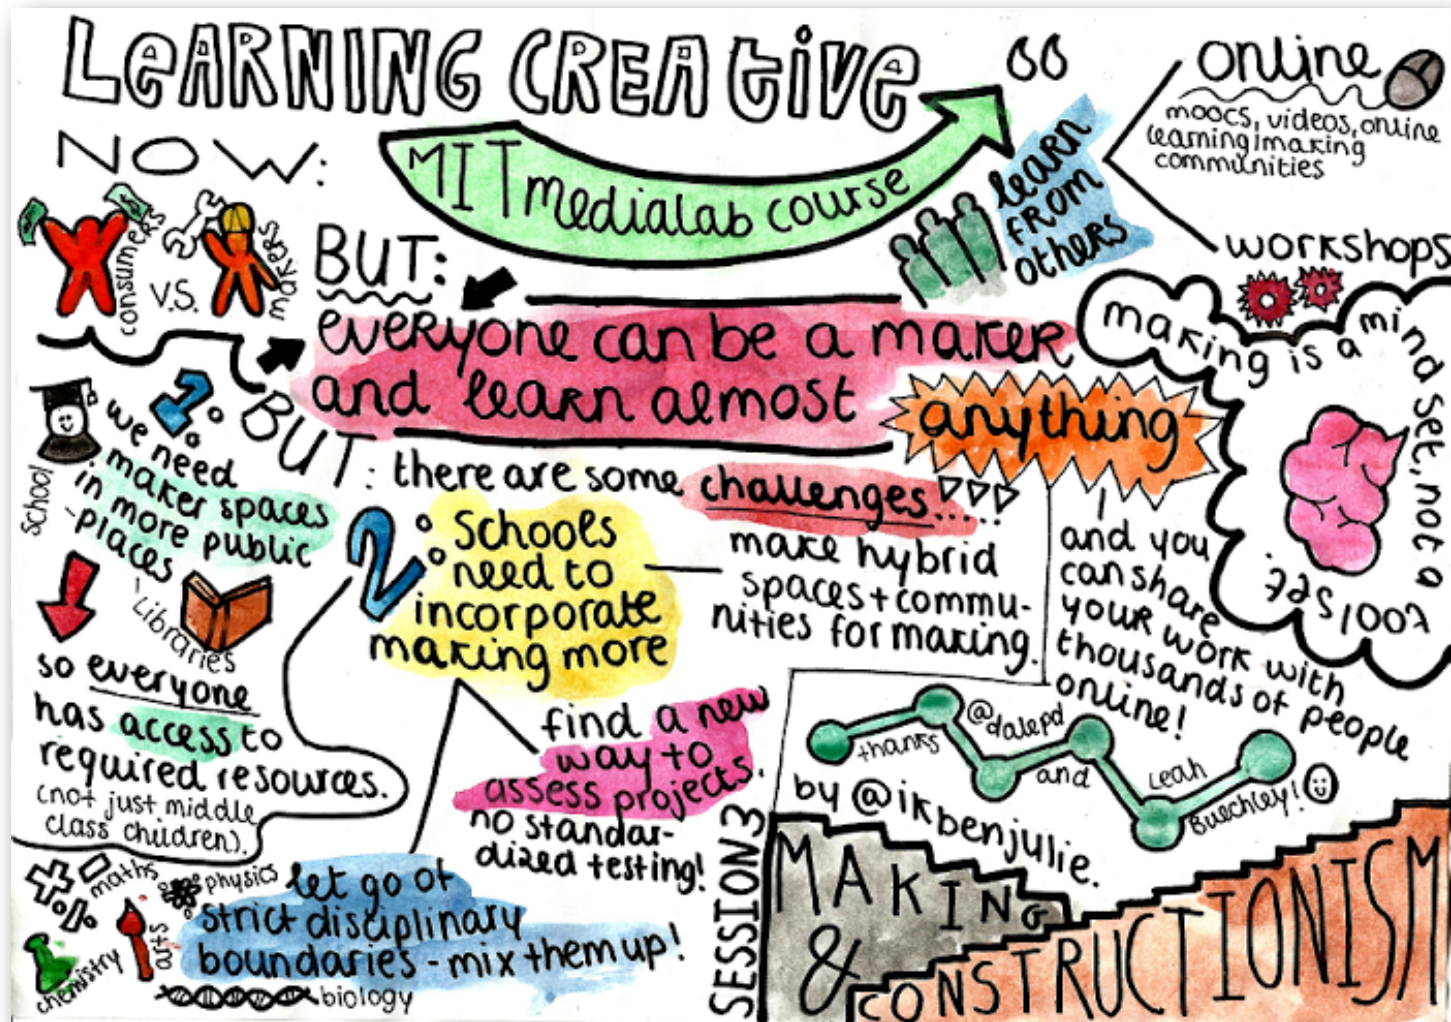 LeARNING CREAtive
MIT medialab course
NOW:
consumers
V.S.
makers
BUT:
everyone can be a maker
and learn almost
anything
learn
from
others
online
moocs, videos, online
learning/making
communities
workshops
making is a mind set, not a
tool set.
and you
can share
your work with
thousands of people
online!
BUT: there are some challenges.....
School
we need
maker spaces
in more public
-places
libraries
so everyone
has access to
required resources.
(not just middle
class children).
Schools
need to
incorporate
making more
make hybrid
spaces + commu-
nities for making.
find a new
way to
assess projects.
no standar-
dized testing!
let go of
strict disciplinary
boundaries - mix them up!
maths
physics
chemistry
arts
biology
thanks
@dalepd
and
Leah
Buechley!
by @ikbenjulie.
SESSION3
MAKING
&
CONSTRUCTIONISM